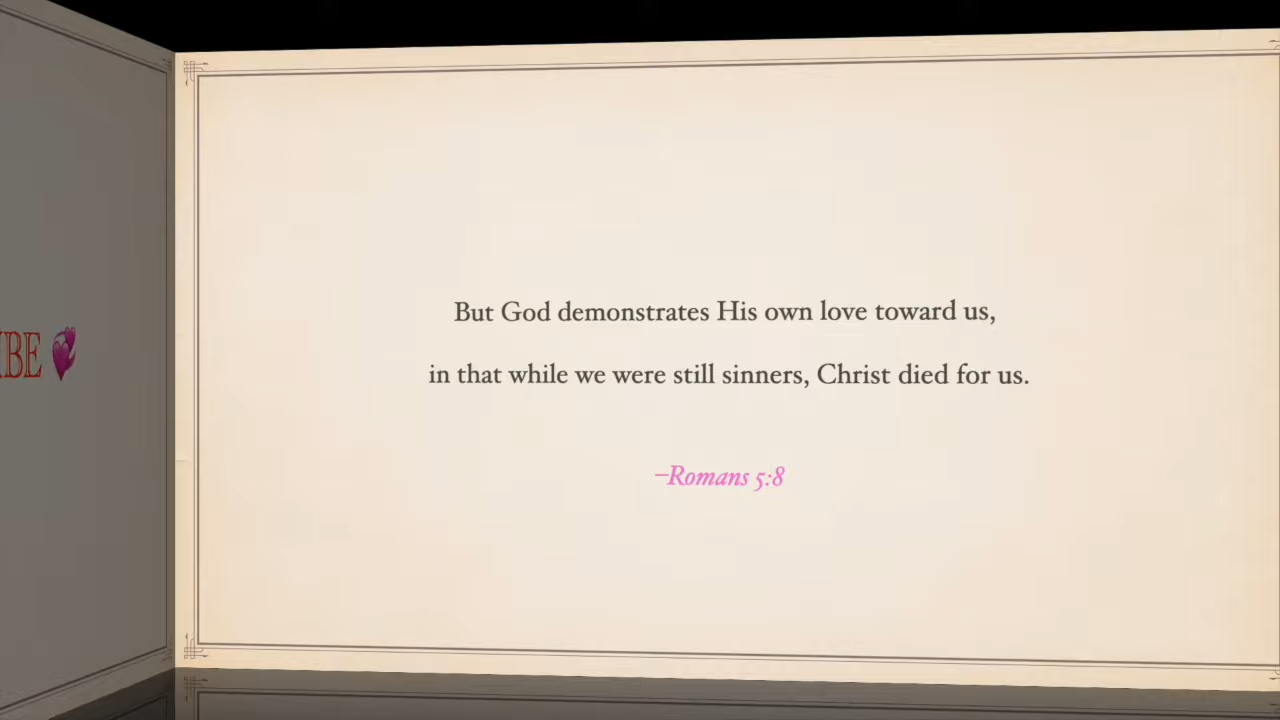 BE 💞
But God demonstrates His own love toward us,
in that while we were still sinners, Christ died for us.
–Romans 5:8